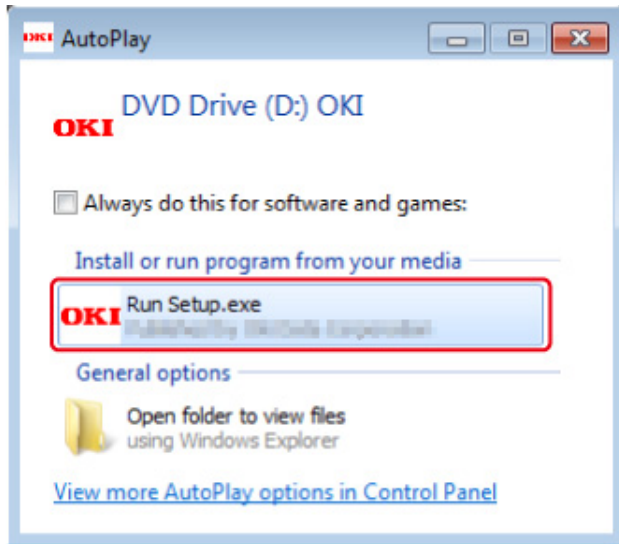 OKI AutoPlay
DVD Drive (D:) OKI
OKI
Always do this for software and games:
Install or run program from your media
OKI
Run Setup.exe
General options
Open folder to view files
using Windows Explorer
View more AutoPlay options in Control Panel